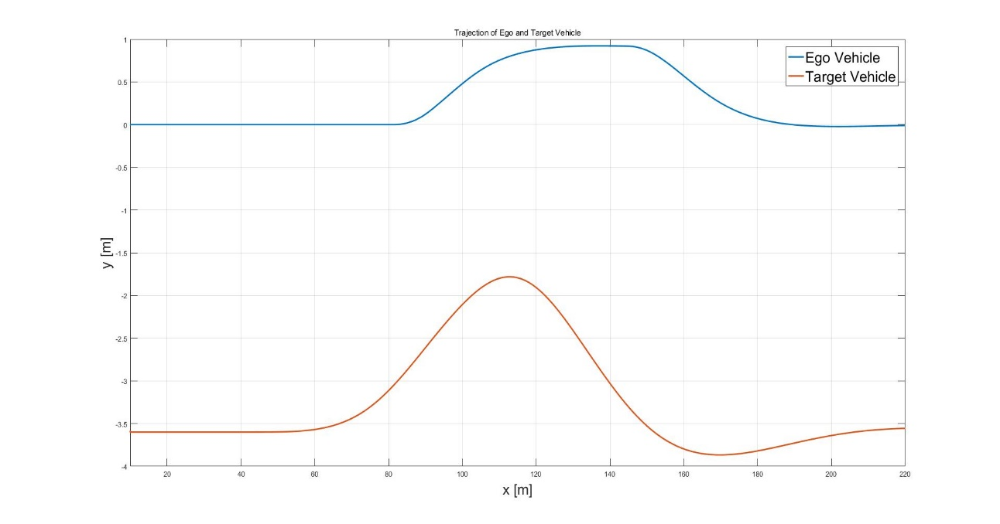 Trajection of Ego and Target Vehicle
Ego Vehicle
Target Vehicle
1
0.5
0
-0.5
-1
-1.5
-2
-2.5
-3
-3.5
-4
y [m]
20 40 60 80 100 120 140 160 180 200 220
x [m]